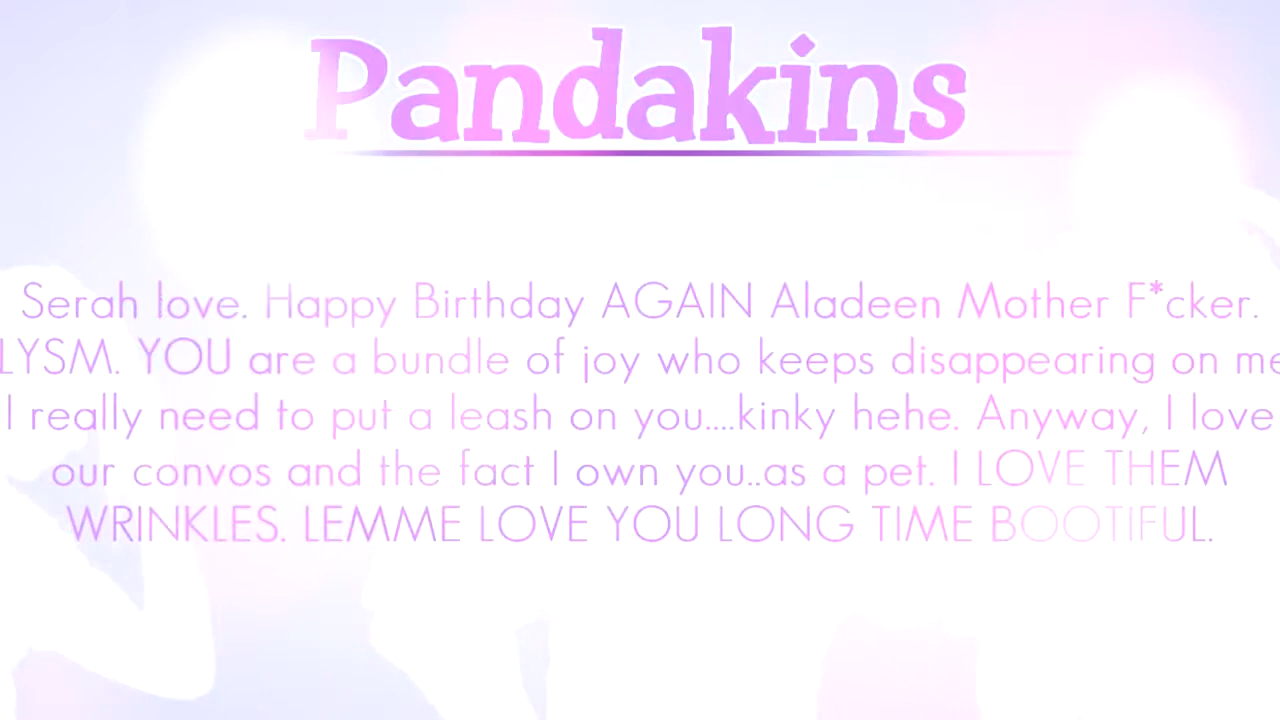 Pandakins
Serah love. Happy Birthday AGAIN Aladeen Mother F*cker.
LYSM. YOU are a bundle of joy who keeps disappearing on me
I really need to put a leash on you....kinky hehe. Anyway, I love
our convos and the fact I own you..as a pet. I LOVE THEM
WRINKLES. LEMME LOVE YOU LONG TIME BOOTIFUL.